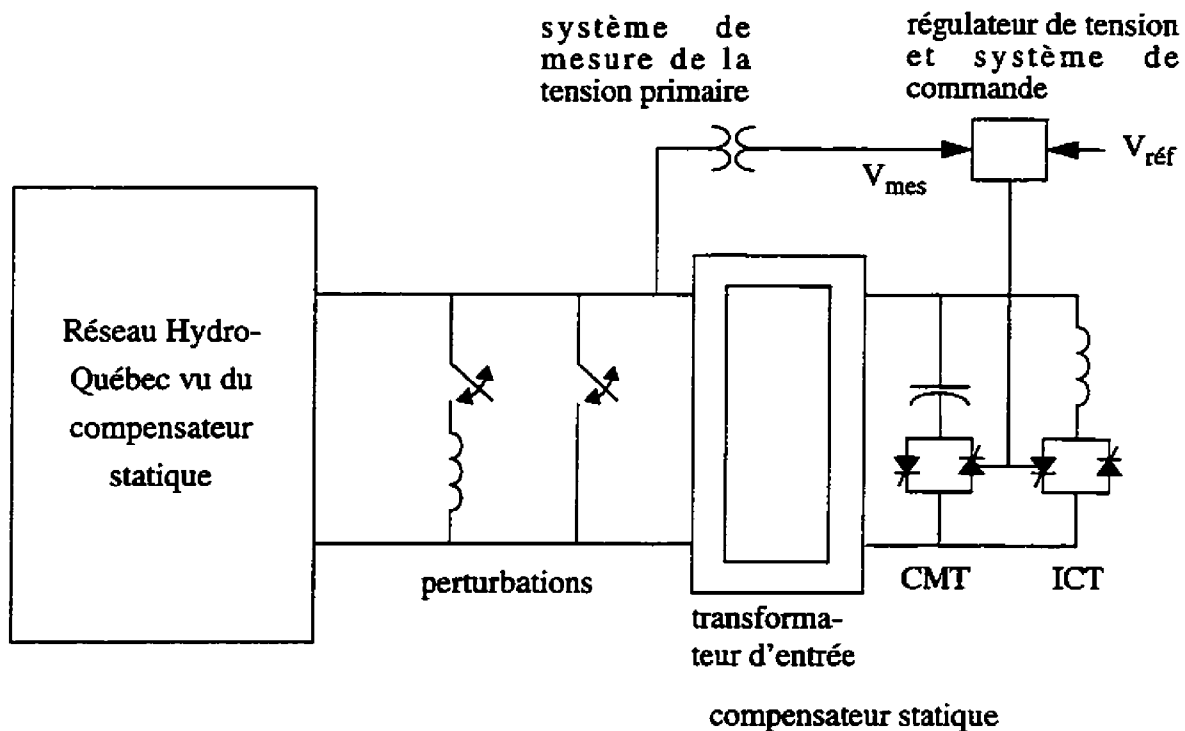 système de
mesure de la
tension primaire
régulateur de tension
et système de
commande
V_réf
V_mes
Réseau Hydro-
Québec vu du
compensateur
statique
perturbations
CMT
ICT
transforma-
teur d'entrée
compensateur statique